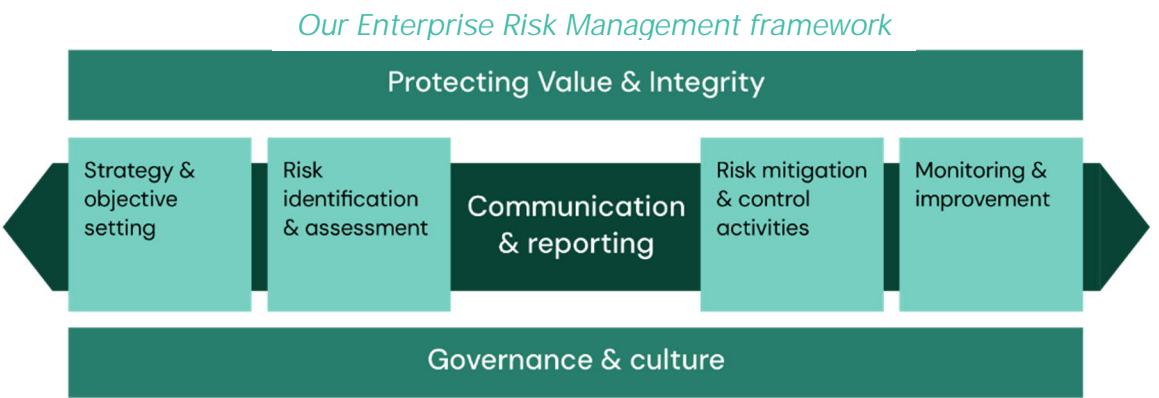 Our Enterprise Risk Management framework
Protecting Value & Integrity
Strategy &
objective
setting
Risk
identification
& assessment
Communication
& reporting
Risk mitigation
& control
activities
Monitoring &
improvement
Governance & culture